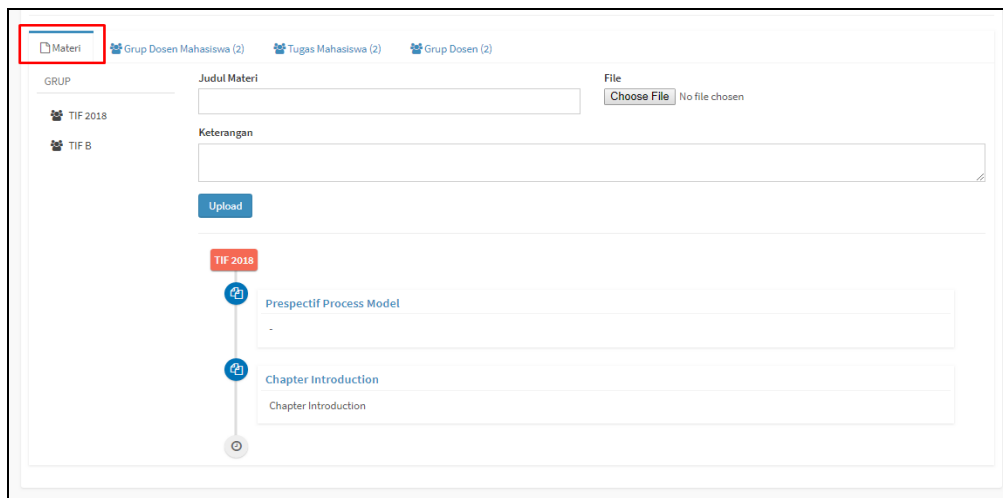 Materi Grup Dosen Mahasiswa (2) Tugas Mahasiswa (2) Grup Dosen (2)
GRUP
TIF 2018
TIF B
Judul Materi
File
Choose File No file chosen
Keterangan
Upload
TIF 2018
Prespectif Process Model
-
Chapter Introduction
Chapter Introduction